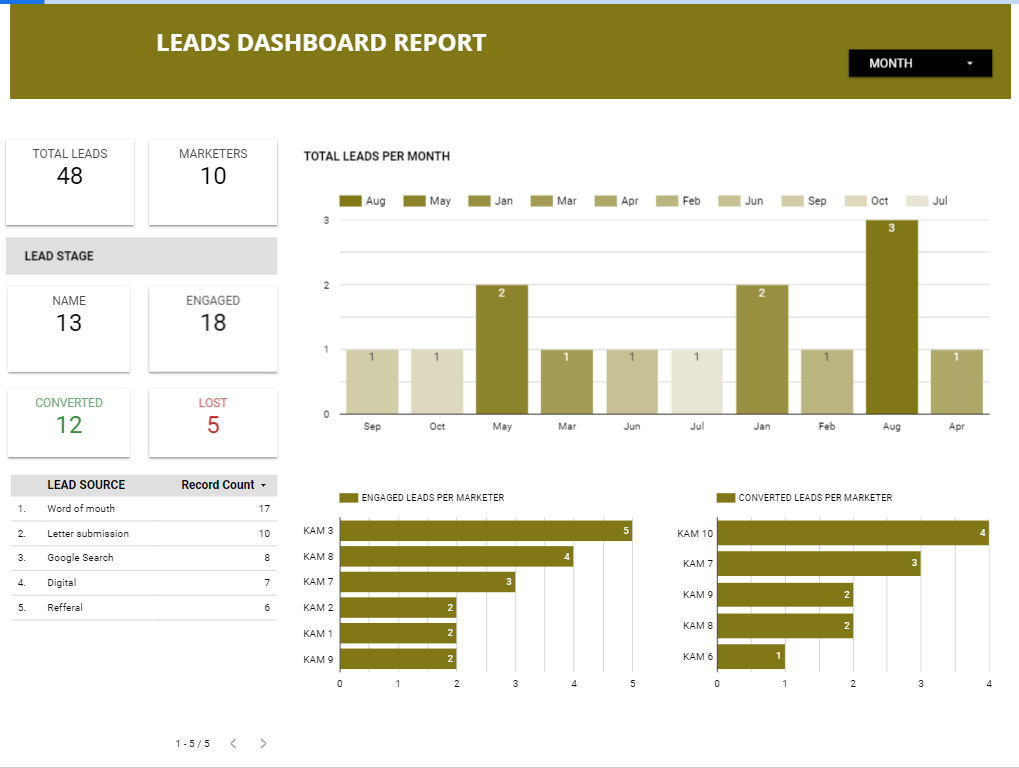 LEADS DASHBOARD REPORT
MONTH
TOTAL LEADS
48
MARKETERS
10
LEAD STAGE
NAME
13
ENGAGED
18
CONVERTED
12
LOST
5
LEAD SOURCE Record Count
1. Word of mouth 17
2. Letter submission 10
3. Google Search 8
4. Digital 7
5. Refferal 6
1 - 5 / 5
TOTAL LEADS PER MONTH
Aug May Jan Mar Apr Feb Jun Sep Oct Jul
3
2
1
0
1 1 2 1 1 1 2 1 3 1
Sep Oct May Mar Jun Jul Jan Feb Aug Apr
ENGAGED LEADS PER MARKETER
KAM 3 5
KAM 8 4
KAM 7 3
KAM 2 2
KAM 1 2
KAM 9 2
0 1 2 3 4 5
CONVERTED LEADS PER MARKETER
KAM 10 4
KAM 7 3
KAM 9 2
KAM 8 2
KAM 6 1
0 1 2 3 4